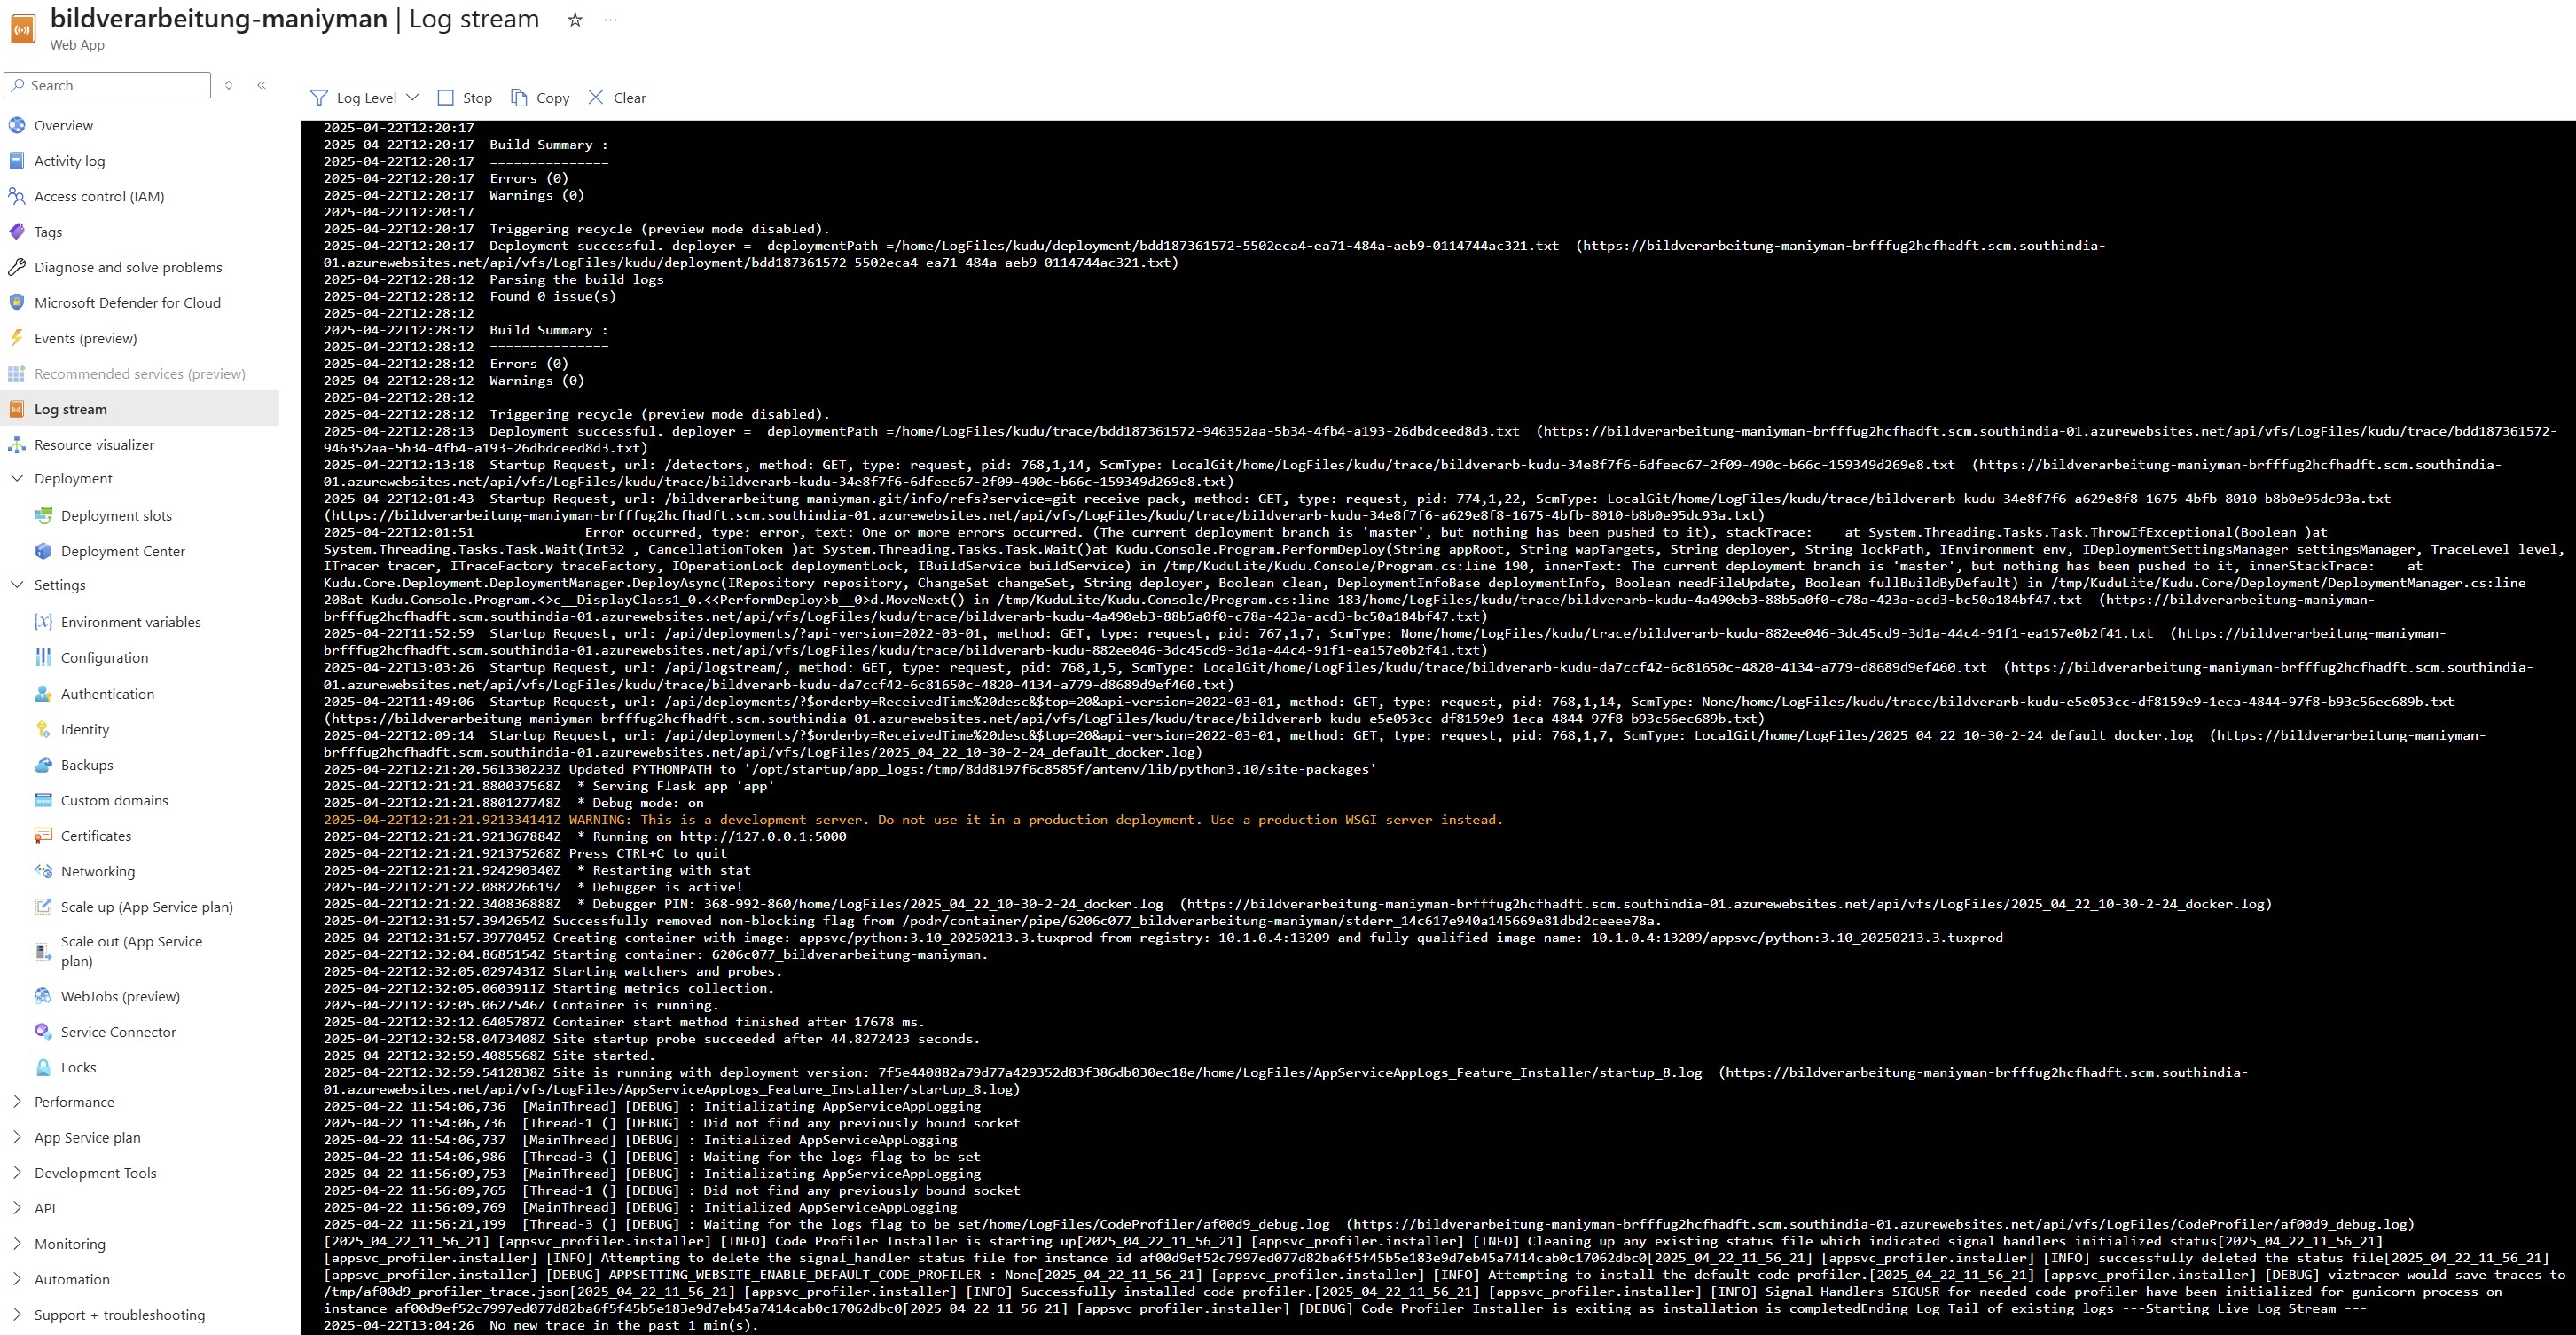 bildverarbeitung-maniyman | Log stream
Web App
Search
Overview
Activity log
Access control (IAM)
Tags
Diagnose and solve problems
Microsoft Defender for Cloud
Events (preview)
Recommended services (preview)
Log stream
Resource visualizer
Deployment
Deployment slots
Deployment Center
Settings
Environment variables
Configuration
Authentication
Identity
Backups
Custom domains
Certificates
Networking
Scale up (App Service plan)
Scale out (App Service
plan)
WebJobs (preview)
Service Connector
Locks
Performance
App Service plan
Development Tools
API
Monitoring
Automation
Support + troubleshooting
Log Level Stop Copy Clear
2025-04-22T12:20:17
2025-04-22T12:20:17 Build Summary :
2025-04-22T12:20:17 ===============
2025-04-22T12:20:17 Errors (0)
2025-04-22T12:20:17 Warnings (0)
2025-04-22T12:20:17
2025-04-22T12:20:17 Triggering recycle (preview mode disabled).
2025-04-22T12:20:17 Deployment successful. deployer = deploymentPath =/home/LogFiles/kudu/deployment/bdd187361572-5502eca4-ea71-484a-aeb9-0114744ac321.txt (https://bildverarbeitung-maniyman-brfffug2hcfhadft.scm.southindia-
01.azurewebsites.net/api/vfs/LogFiles/kudu/deployment/bdd187361572-5502eca4-ea71-484a-aeb9-0114744ac321.txt)
2025-04-22T12:28:12 Parsing the build logs
2025-04-22T12:28:12 Found 0 issue(s)
2025-04-22T12:28:12
2025-04-22T12:28:12 Build Summary :
2025-04-22T12:28:12 ===============
2025-04-22T12:28:12 Errors (0)
2025-04-22T12:28:12 Warnings (0)
2025-04-22T12:28:12
2025-04-22T12:28:12 Triggering recycle (preview mode disabled).
2025-04-22T12:28:13 Deployment successful. deployer = deploymentPath =/home/LogFiles/kudu/trace/bdd187361572-946352aa-5b34-4fb4-a193-26dbdceed8d3.txt (https://bildverarbeitung-maniyman-brfffug2hcfhadft.scm.southindia-01.azurewebsites.net/api/vfs/LogFiles/kudu/trace/bdd187361572-
946352aa-5b34-4fb4-a193-26dbdceed8d3.txt)
2025-04-22T12:13:18 Startup Request, url: /detectors, method: GET, type: request, pid: 768,1,14, ScmType: LocalGit/home/LogFiles/kudu/trace/bildverarb-kudu-34e8f7f6-6dfeec67-2f09-490c-b66c-159349d269e8.txt (https://bildverarbeitung-maniyman-brfffug2hcfhadft.scm.southindia-
01.azurewebsites.net/api/vfs/LogFiles/kudu/trace/bildverarb-kudu-34e8f7f6-6dfeec67-2f09-490c-b66c-159349d269e8.txt)
2025-04-22T12:01:43 Startup Request, url: /bildverarbeitung-maniyman.git/info/refs?service=git-receive-pack, method: GET, type: request, pid: 774,1,22, ScmType: LocalGit/home/LogFiles/kudu/trace/bildverarb-kudu-34e8f7f6-a629e8f8-1675-4bfb-8010-b8b0e95dc93a.txt
(https://bildverarbeitung-maniyman-brfffug2hcfhadft.scm.southindia-01.azurewebsites.net/api/vfs/LogFiles/kudu/trace/bildverarb-kudu-34e8f7f6-a629e8f8-1675-4bfb-8010-b8b0e95dc93a.txt)
2025-04-22T12:01:51 Error occurred, type: error, text: One or more errors occurred. (The current deployment branch is 'master', but nothing has been pushed to it), stackTrace: at System.Threading.Tasks.Task.ThrowIfExceptional(Boolean )at
System.Threading.Tasks.Task.Wait(Int32 , CancellationToken )at System.Threading.Tasks.Task.Wait()at Kudu.Console.Program.PerformDeploy(String appRoot, String wapTargets, String deployer, String lockPath, IEnvironment env, IDeploymentSettingsManager settingsManager, TraceLevel level,
ITracer tracer, ITraceFactory traceFactory, IOperationLock deploymentLock, IBuildService buildService) in /tmp/KuduLite/Kudu.Console/Program.cs:line 190, innerText: The current deployment branch is 'master', but nothing has been pushed to it, innerStackTrace: at
Kudu.Core.Deployment.DeploymentManager.DeployAsync(IRepository repository, ChangeSet changeSet, String deployer, Boolean clean, DeploymentInfoBase deploymentInfo, Boolean needFileUpdate, Boolean fullBuildByDefault) in /tmp/KuduLite/Kudu.Core/Deployment/DeploymentManager.cs:line
208at Kudu.Console.Program.<>c__DisplayClass1_0.<<PerformDeploy>b__0>d.MoveNext() in /tmp/KuduLite/Kudu.Console/Program.cs:line 183/home/LogFiles/kudu/trace/bildverarb-kudu-4a490eb3-88b5a0f0-c78a-423a-acd3-bc50a184bf47.txt (https://bildverarbeitung-maniyman-
brfffug2hcfhadft.scm.southindia-01.azurewebsites.net/api/vfs/LogFiles/kudu/trace/bildverarb-kudu-4a490eb3-88b5a0f0-c78a-423a-acd3-bc50a184bf47.txt)
2025-04-22T11:52:59 Startup Request, url: /api/deployments/?api-version=2022-03-01, method: GET, type: request, pid: 767,1,7, ScmType: None/home/LogFiles/kudu/trace/bildverarb-kudu-882ee046-3dc45cd9-3d1a-44c4-91f1-ea157e0b2f41.txt (https://bildverarbeitung-maniyman-
brfffug2hcfhadft.scm.southindia-01.azurewebsites.net/api/vfs/LogFiles/kudu/trace/bildverarb-kudu-882ee046-3dc45cd9-3d1a-44c4-91f1-ea157e0b2f41.txt)
2025-04-22T13:03:26 Startup Request, url: /api/logstream/, method: GET, type: request, pid: 768,1,5, ScmType: LocalGit/home/LogFiles/kudu/trace/bildverarb-kudu-da7ccf42-6c81650c-4820-4134-a779-d8689d9ef460.txt (https://bildverarbeitung-maniyman-brfffug2hcfhadft.scm.southindia-
01.azurewebsites.net/api/vfs/LogFiles/kudu/trace/bildverarb-kudu-da7ccf42-6c81650c-4820-4134-a779-d8689d9ef460.txt)
2025-04-22T11:49:06 Startup Request, url: /api/deployments/?$orderby=ReceivedTime%20desc&$top=20&api-version=2022-03-01, method: GET, type: request, pid: 768,1,14, ScmType: None/home/LogFiles/kudu/trace/bildverarb-kudu-e5e053cc-df8159e9-1eca-4844-97f8-b93c56ec689b.txt
(https://bildverarbeitung-maniyman-brfffug2hcfhadft.scm.southindia-01.azurewebsites.net/api/vfs/LogFiles/kudu/trace/bildverarb-kudu-e5e053cc-df8159e9-1eca-4844-97f8-b93c56ec689b.txt)
2025-04-22T12:09:14 Startup Request, url: /api/deployments/?$orderby=ReceivedTime%20desc&$top=20&api-version=2022-03-01, method: GET, type: request, pid: 768,1,7, ScmType: LocalGit/home/LogFiles/2025_04_22_10-30-2-24_default_docker.log (https://bildverarbeitung-maniyman-
brfffug2hcfhadft.scm.southindia-01.azurewebsites.net/api/vfs/LogFiles/2025_04_22_10-30-2-24_default_docker.log)
2025-04-22T12:21:20.561330223Z Updated PYTHONPATH to '/opt/startup/app_logs:/tmp/8dd8197f6c8585f/antenv/lib/python3.10/site-packages'
2025-04-22T12:21:21.880037568Z * Serving Flask app 'app'
2025-04-22T12:21:21.880127748Z * Debug mode: on
2025-04-22T12:21:21.921334141Z WARNING: This is a development server. Do not use it in a production deployment. Use a production WSGI server instead.
2025-04-22T12:21:21.921367884Z * Running on http://127.0.0.1:5000
2025-04-22T12:21:21.921375268Z Press CTRL+C to quit
2025-04-22T12:21:21.924290340Z * Restarting with stat
2025-04-22T12:21:22.088226619Z * Debugger is active!
2025-04-22T12:21:22.340836888Z * Debugger PIN: 368-992-860/home/LogFiles/2025_04_22_10-30-2-24_docker.log (https://bildverarbeitung-maniyman-brfffug2hcfhadft.scm.southindia-01.azurewebsites.net/api/vfs/LogFiles/2025_04_22_10-30-2-24_docker.log)
2025-04-22T12:31:57.3942654Z Successfully removed non-blocking flag from /podr/container/pipe/6206c077_bildverarbeitung-maniyman/stderr_14c617e940a145669e81dbd2ceeee78a.
2025-04-22T12:31:57.3977045Z Creating container with image: appsvc/python:3.10_20250213.3.tuxprod from registry: 10.1.0.4:13209 and fully qualified image name: 10.1.0.4:13209/appsvc/python:3.10_20250213.3.tuxprod
2025-04-22T12:32:04.8685154Z Starting container: 6206c077_bildverarbeitung-maniyman.
2025-04-22T12:32:05.0297431Z Starting watchers and probes.
2025-04-22T12:32:05.0603911Z Starting metrics collection.
2025-04-22T12:32:05.0627546Z Container is running.
2025-04-22T12:32:12.6405787Z Container start method finished after 17678 ms.
2025-04-22T12:32:58.0473408Z Site startup probe succeeded after 44.8272423 seconds.
2025-04-22T12:32:59.4085568Z Site started.
2025-04-22T12:32:59.5412838Z Site is running with deployment version: 7f5e440882a79d77a429352d83f386db030ec18e/home/LogFiles/AppServiceAppLogs_Feature_Installer/startup_8.log (https://bildverarbeitung-maniyman-brfffug2hcfhadft.scm.southindia-
01.azurewebsites.net/api/vfs/LogFiles/AppServiceAppLogs_Feature_Installer/startup_8.log)
2025-04-22 11:54:06,736 [MainThread] [DEBUG] : Initializating AppServiceAppLogging
2025-04-22 11:54:06,736 [Thread-1 (] [DEBUG] : Did not find any previously bound socket
2025-04-22 11:54:06,737 [MainThread] [DEBUG] : Initialized AppServiceAppLogging
2025-04-22 11:54:06,986 [Thread-3 (] [DEBUG] : Waiting for the logs flag to be set
2025-04-22 11:56:09,753 [MainThread] [DEBUG] : Initializating AppServiceAppLogging
2025-04-22 11:56:09,765 [Thread-1 (] [DEBUG] : Did not find any previously bound socket
2025-04-22 11:56:09,769 [MainThread] [DEBUG] : Initialized AppServiceAppLogging
2025-04-22 11:56:21,199 [Thread-3 (] [DEBUG] : Waiting for the logs flag to be set/home/LogFiles/CodeProfiler/af00d9_debug.log (https://bildverarbeitung-maniyman-brfffug2hcfhadft.scm.southindia-01.azurewebsites.net/api/vfs/LogFiles/CodeProfiler/af00d9_debug.log)
[2025_04_22_11_56_21] [appsvc_profiler.installer] [INFO] Code Profiler Installer is starting up[2025_04_22_11_56_21] [appsvc_profiler.installer] [INFO] Cleaning up any existing status file which indicated signal handlers initialized status[2025_04_22_11_56_21]
[appsvc_profiler.installer] [INFO] Attempting to delete the signal_handler status file for instance id af00d9ef52c7997ed077d82ba6f5f45b5e183e9d7eb45a7414cab0c17062dbc0[2025_04_22_11_56_21] [appsvc_profiler.installer] [INFO] successfully deleted the status file[2025_04_22_11_56_21]
[appsvc_profiler.installer] [DEBUG] APPSETTING_WEBSITE_ENABLE_DEFAULT_CODE_PROFILER : None[2025_04_22_11_56_21] [appsvc_profiler.installer] [INFO] Attempting to install the default code profiler.[2025_04_22_11_56_21] [appsvc_profiler.installer] [DEBUG] viztracer would save traces to
/tmp/af00d9_profiler_trace.json[2025_04_22_11_56_21] [appsvc_profiler.installer] [INFO] Successfully installed code profiler.[2025_04_22_11_56_21] [appsvc_profiler.installer] [INFO] Signal Handlers SIGUSR for needed code-profiler have been initialized for gunicorn process on
instance af00d9ef52c7997ed077d82ba6f5f45b5e183e9d7eb45a7414cab0c17062dbc0[2025_04_22_11_56_21] [appsvc_profiler.installer] [DEBUG] Code Profiler Installer is exiting as installation is completedEnding Log Tail of existing logs ---Starting Live Log Stream ---
2025-04-22T13:04:26 No new trace in the past 1 min(s).